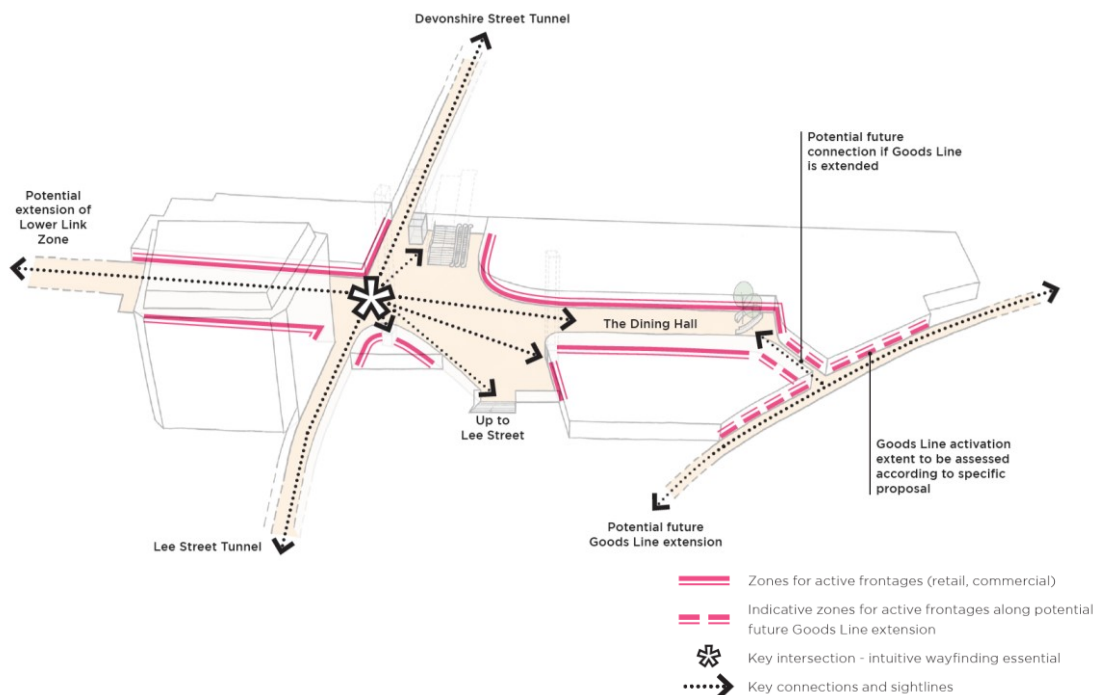 Devonshire Street Tunnel
Potential future
connection if Goods Line
is extended
Potential
extension of
Lower Link
Zone
The Dining Hall
Up to
Lee Street
Goods Line activation
extent to be assessed
according to specific
proposal
Potential future
Goods Line extension
Lee Street Tunnel
Zones for active frontages (retail, commercial)
Indicative zones for active frontages along potential
future Goods Line extension
Key intersection - intuitive wayfinding essential
Key connections and sightlines